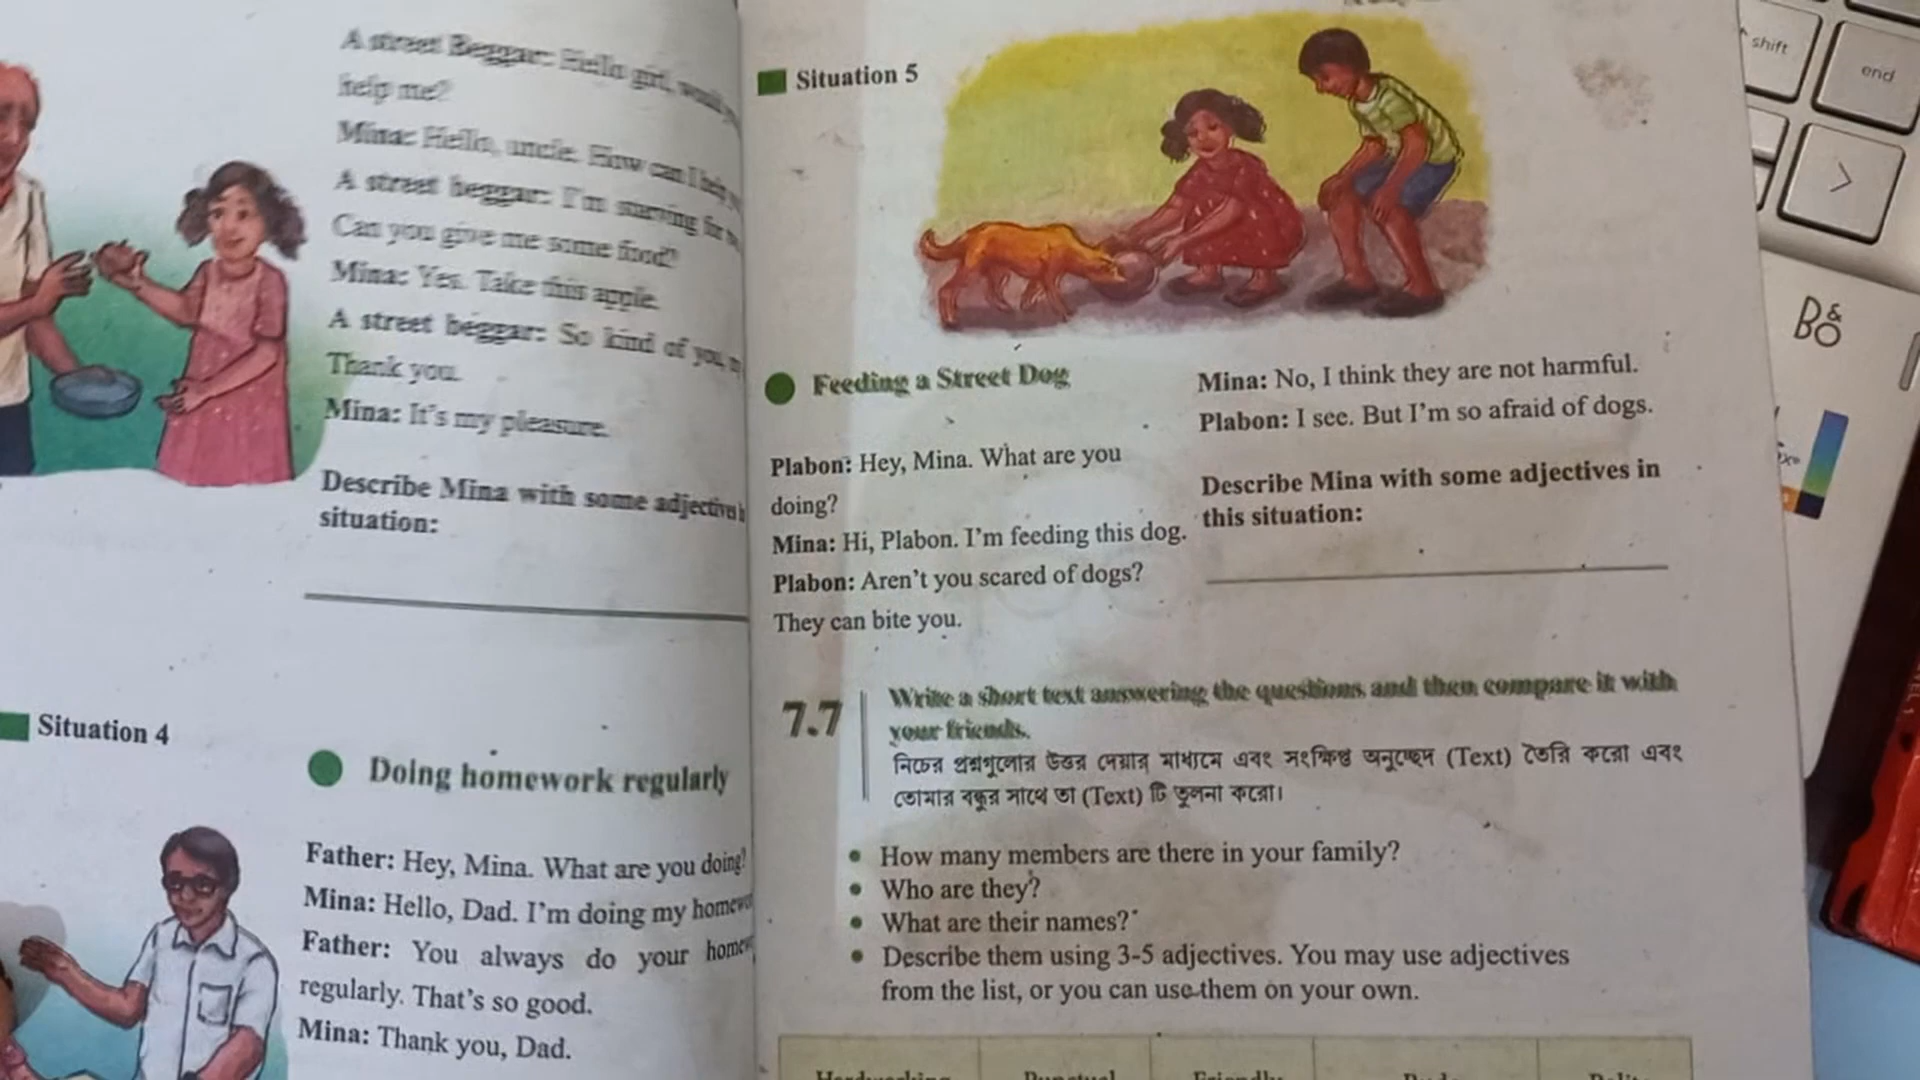 A street Beggar: Hello girl,
help me?
Mina: Hello, uncle. How can I help
A street beggar: I'm starving for
Can you give me some food?
Mina: Yes. Take this apple.
A street beggar: So kind of you,
Thank you.
Mina: It's my pleasure.
Describe Mina with some adjectives
situation:
Situation 4
Doing homework regularly
Father: Hey, Mina. What are you doing?
Mina: Hello, Dad. I'm doing my
Father: You always do your
regularly. That's so good.
Mina: Thank you, Dad.
Situation 5
Feeding a Street Dog
Plabon: Hey, Mina. What are you
doing?
Mina: Hi, Plabon. I'm feeding this dog.
Plabon: Aren't you scared of dogs?
They can bite you.
Mina: No, I think they are not harmful.
Plabon: I see. But I'm so afraid of dogs.
Describe Mina with some adjectives in
this situation:
7.7
Write a short text answering the questions and then compare it with
your friends.
নিচের প্রশ্নগুলোর উত্তর দেয়ার মাধ্যমে এবং সংক্ষিপ্ত অনুচ্ছেদ (Text) তৈরি করো এবং
তোমার বন্ধুর সাথে তা (Text) টি তুলনা করো।
• How many members are there in your family?
• Who are they?
• What are their names?
• Describe them using 3-5 adjectives. You may use adjectives
from the list, or you can use them on your own.
Hardworking Punctual Friendly
shift
end
B&O